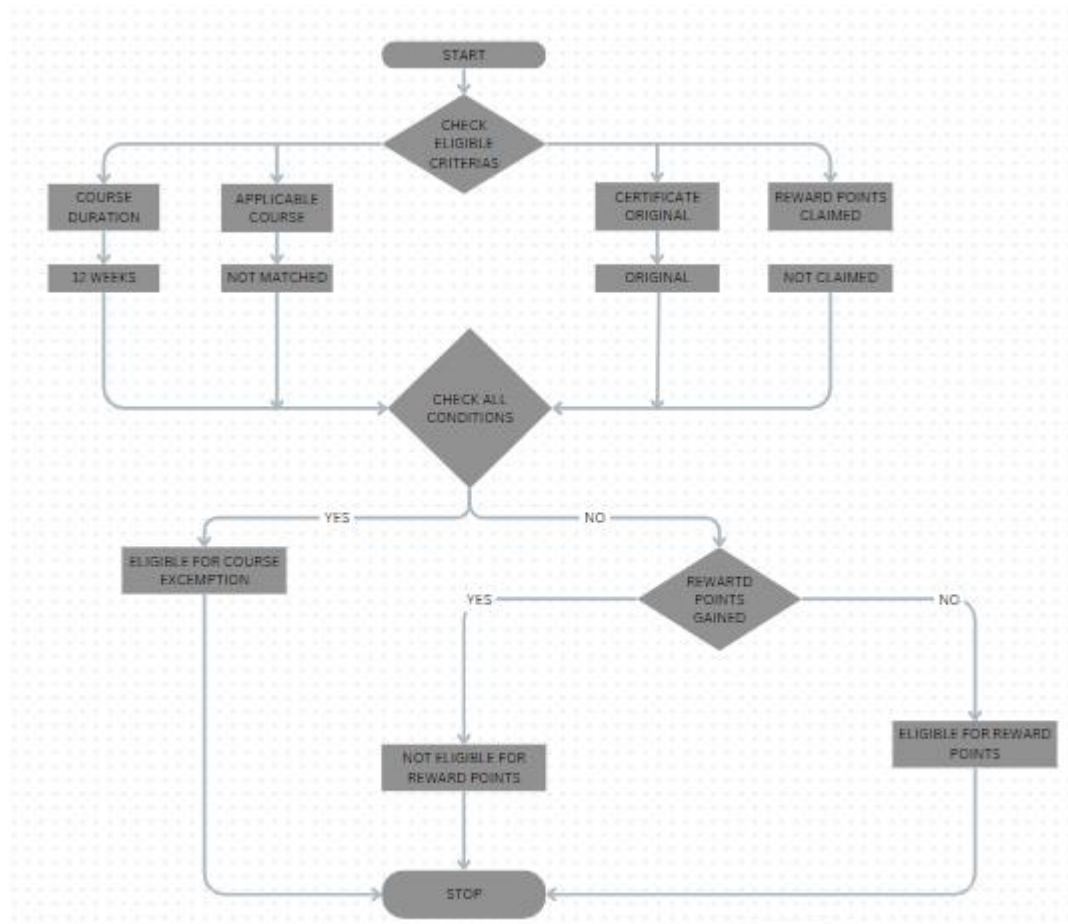 START
CHECK
ELIGIBLE
CRITERIAS
COURSE
DURATION
APPLICABLE
COURSE
CERTIFICATE
ORIGINAL
REWARD POINTS
CLAIMED
12 WEEKS
NOT MATCHED
ORIGINAL
NOT CLAIMED
CHECK ALL
CONDITIONS
YES
NO
ELIGIBLE FOR COURSE
EXCEMPTION
REWARTD
POINTS
GAINED
YES
NO
NOT ELIGIBLE FOR
REWARD POINTS
ELIGIBLE FOR REWARD
POINTS
STOP